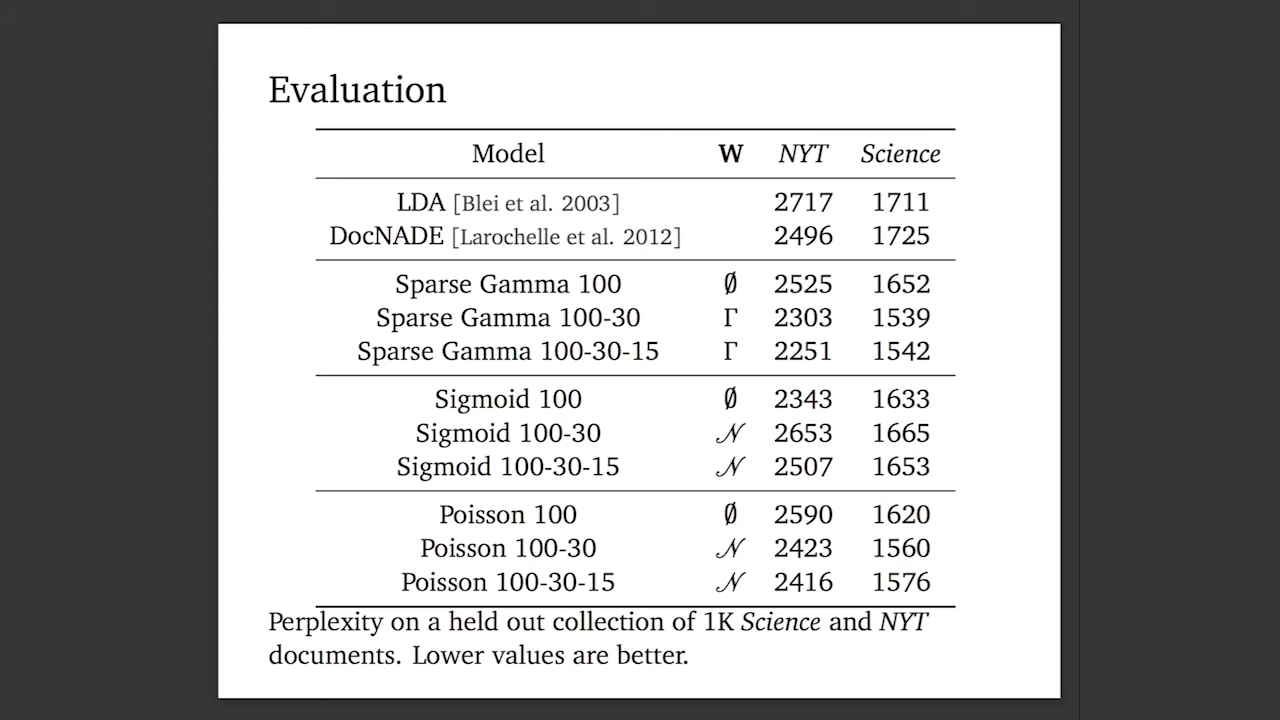 Evaluation
Model W NYT Science
LDA [Blei et al. 2003] 2717 1711
DocNADE [Larochelle et al. 2012] 2496 1725
Sparse Gamma 100 ∅ 2525 1652
Sparse Gamma 100-30 Γ 2303 1539
Sparse Gamma 100-30-15 Γ 2251 1542
Sigmoid 100 ∅ 2343 1633
Sigmoid 100-30 𝒩 2653 1665
Sigmoid 100-30-15 𝒩 2507 1653
Poisson 100 ∅ 2590 1620
Poisson 100-30 𝒩 2423 1560
Poisson 100-30-15 𝒩 2416 1576
Perplexity on a held out collection of 1K Science and NYT
documents. Lower values are better.